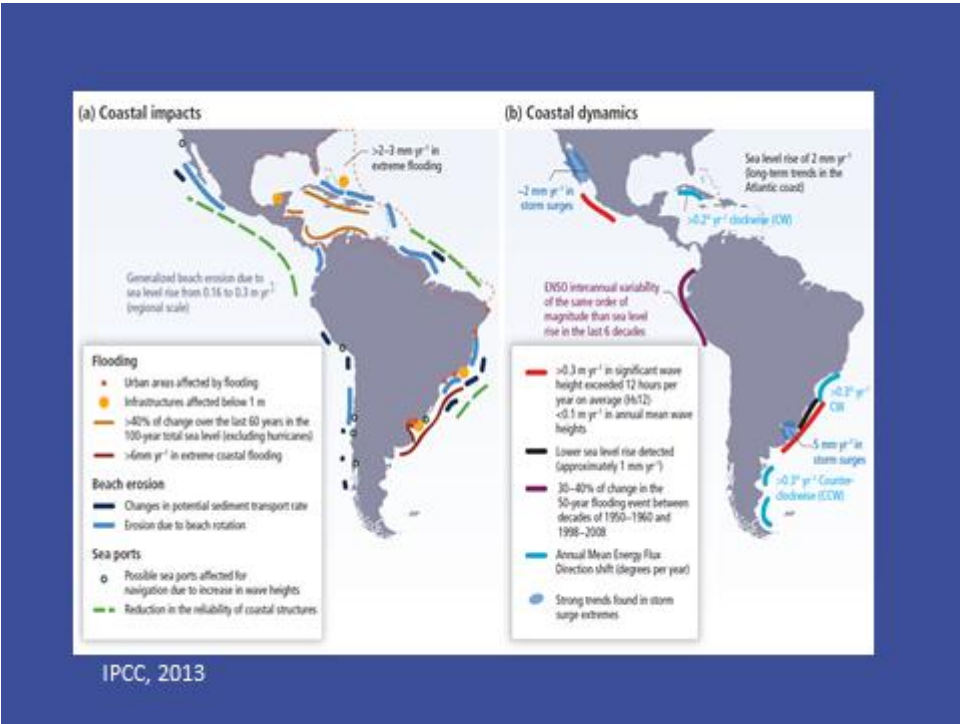 (a) Coastal impacts
>2–3 mm yr⁻¹ in
extreme flooding
Generalized beach erosion due to
sea level rise from 0.16 to 0.3 m yr⁻¹
(regional scale)
Flooding
Urban areas affected by flooding
Infrastructures affected below 1 m
>40% of change over the last 60 years in the
100-year total sea level (excluding hurricanes)
>6mm yr⁻¹ in extreme coastal flooding
Beach erosion
Changes in potential sediment transport rate
Erosion due to beach rotation
Sea ports
Possible sea ports affected for
navigation due to increase in wave heights
Reduction in the reliability of coastal structures
(b) Coastal dynamics
Sea level rise of 2 mm yr⁻¹
(long-term trends in the
Atlantic coast)
~2 mm yr⁻¹ in
storm surges
>0.2° yr⁻¹ clockwise (CW)
ENSO interannual variability
of the same order of
magnitude than sea level
rise in the last 6 decades
>0.3 m yr⁻¹ in significant wave
height exceeded 12 hours per
year on average (Hs12)
<0.1 m yr⁻¹ in annual mean wave
heights
Lower sea level rise detected
(approximately 1 mm yr⁻¹)
30–40% of change in the
50-year flooding event between
decades of 1950–1960 and
1998–2008
Annual Mean Energy Flux
Direction shift (degrees per year)
Strong trends found in storm
surge extremes
>0.3° yr⁻¹
CW
5 mm yr⁻¹ in
storm surges
>0.3° yr⁻¹ Counter-
clockwise (CCW)
IPCC, 2013